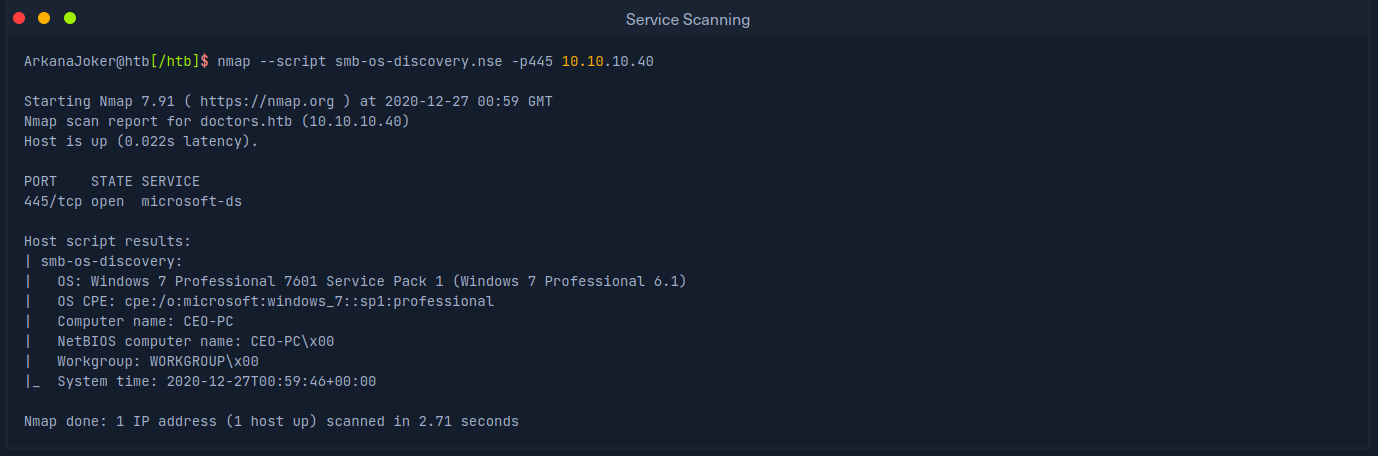 Service Scanning
ArkanaJoker@htb[/htb]$ nmap --script smb-os-discovery.nse -p445 10.10.10.40
Starting Nmap 7.91 ( https://nmap.org ) at 2020-12-27 00:59 GMT
Nmap scan report for doctors.htb (10.10.10.40)
Host is up (0.022s latency).
PORT    STATE SERVICE
445/tcp open  microsoft-ds
Host script results:
| smb-os-discovery:
|   OS: Windows 7 Professional 7601 Service Pack 1 (Windows 7 Professional 6.1)
|   OS CPE: cpe:/o:microsoft:windows_7::sp1:professional
|   Computer name: CEO-PC
|   NetBIOS computer name: CEO-PC\x00
|   Workgroup: WORKGROUP\x00
|_  System time: 2020-12-27T00:59:46+00:00
Nmap done: 1 IP address (1 host up) scanned in 2.71 seconds